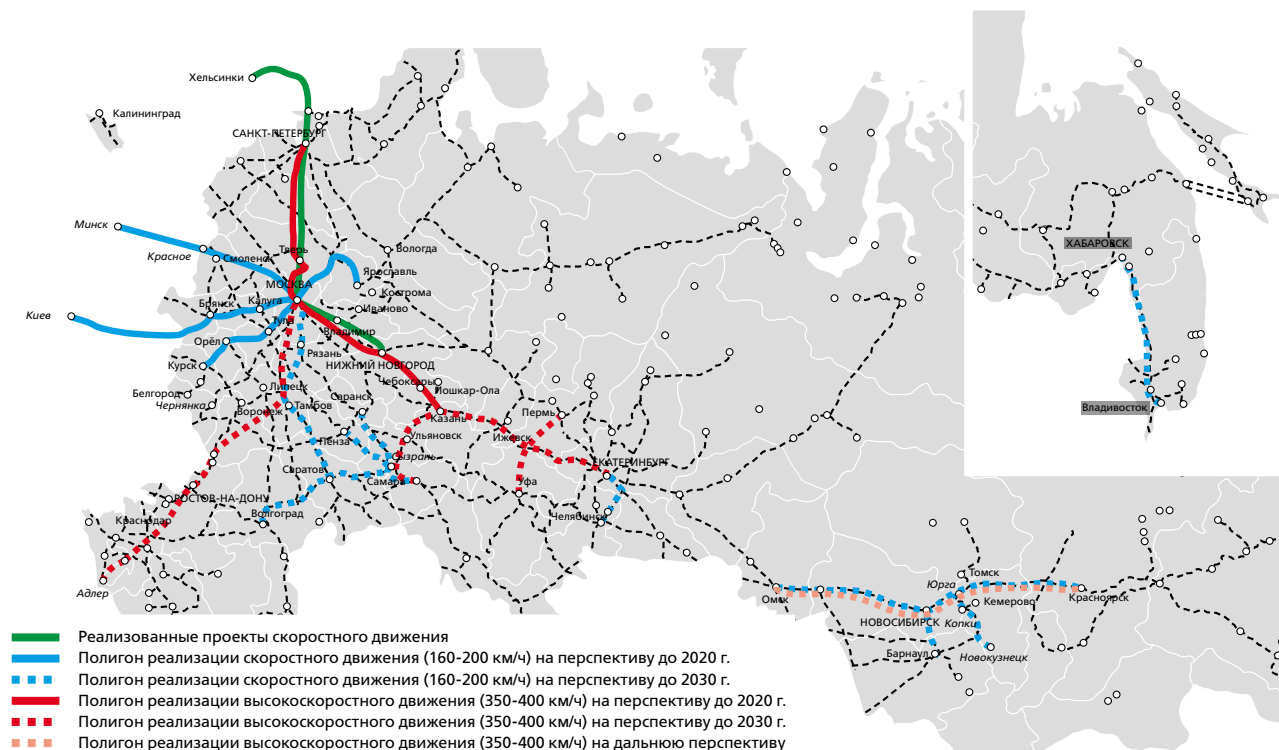 Хельсинки
Калининград
САНКТ-ПЕТЕРБУРГ
Минск
Красное
Смоленск
Тверь
Вологда
МОСКВА
Ярославль
Кострома
Иваново
Киев
Брянск
Калуга
Тула
Владимир
Орёл
Рязань
НИЖНИЙ НОВГОРОД
Курск
Чебоксары
Йошкар-Ола
Белгород
Чернянка
Липецк
Саранск
Воронеж
Тамбов
Казань
Пермь
Пенза
Ульяновск
Ижевск
Сызрань
ЕКАТЕРИНБУРГ
Саратов
Самара
Уфа
РОСТОВ-НА-ДОНУ
Волгоград
Челябинск
Краснодар
Адлер
ХАБАРОВСК
Владивосток
Омск
Томск
Юрга
Кемерово
Красноярск
НОВОСИБИРСК
Копки
Барнаул
Новокузнецк
Реализованные проекты скоростного движения
Полигон реализации скоростного движения (160-200 км/ч) на перспективу до 2020 г.
Полигон реализации скоростного движения (160-200 км/ч) на перспективу до 2030 г.
Полигон реализации высокоскоростного движения (350-400 км/ч) на перспективу до 2020 г.
Полигон реализации высокоскоростного движения (350-400 км/ч) на перспективу до 2030 г.
Полигон реализации высокоскоростного движения (350-400 км/ч) на дальнюю перспективу